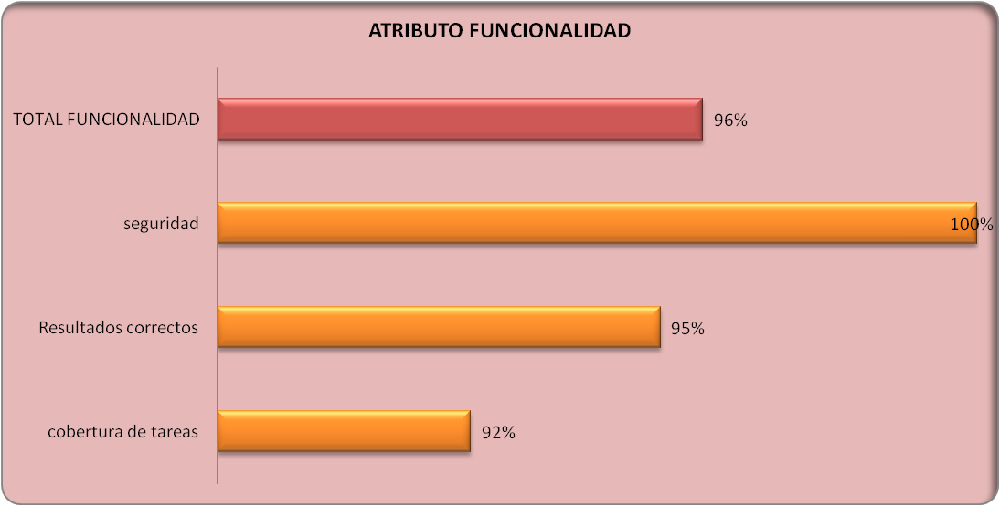 ATRIBUTO FUNCIONALIDAD
TOTAL FUNCIONALIDAD 96%
seguridad 100%
Resultados correctos 95%
cobertura de tareas 92%